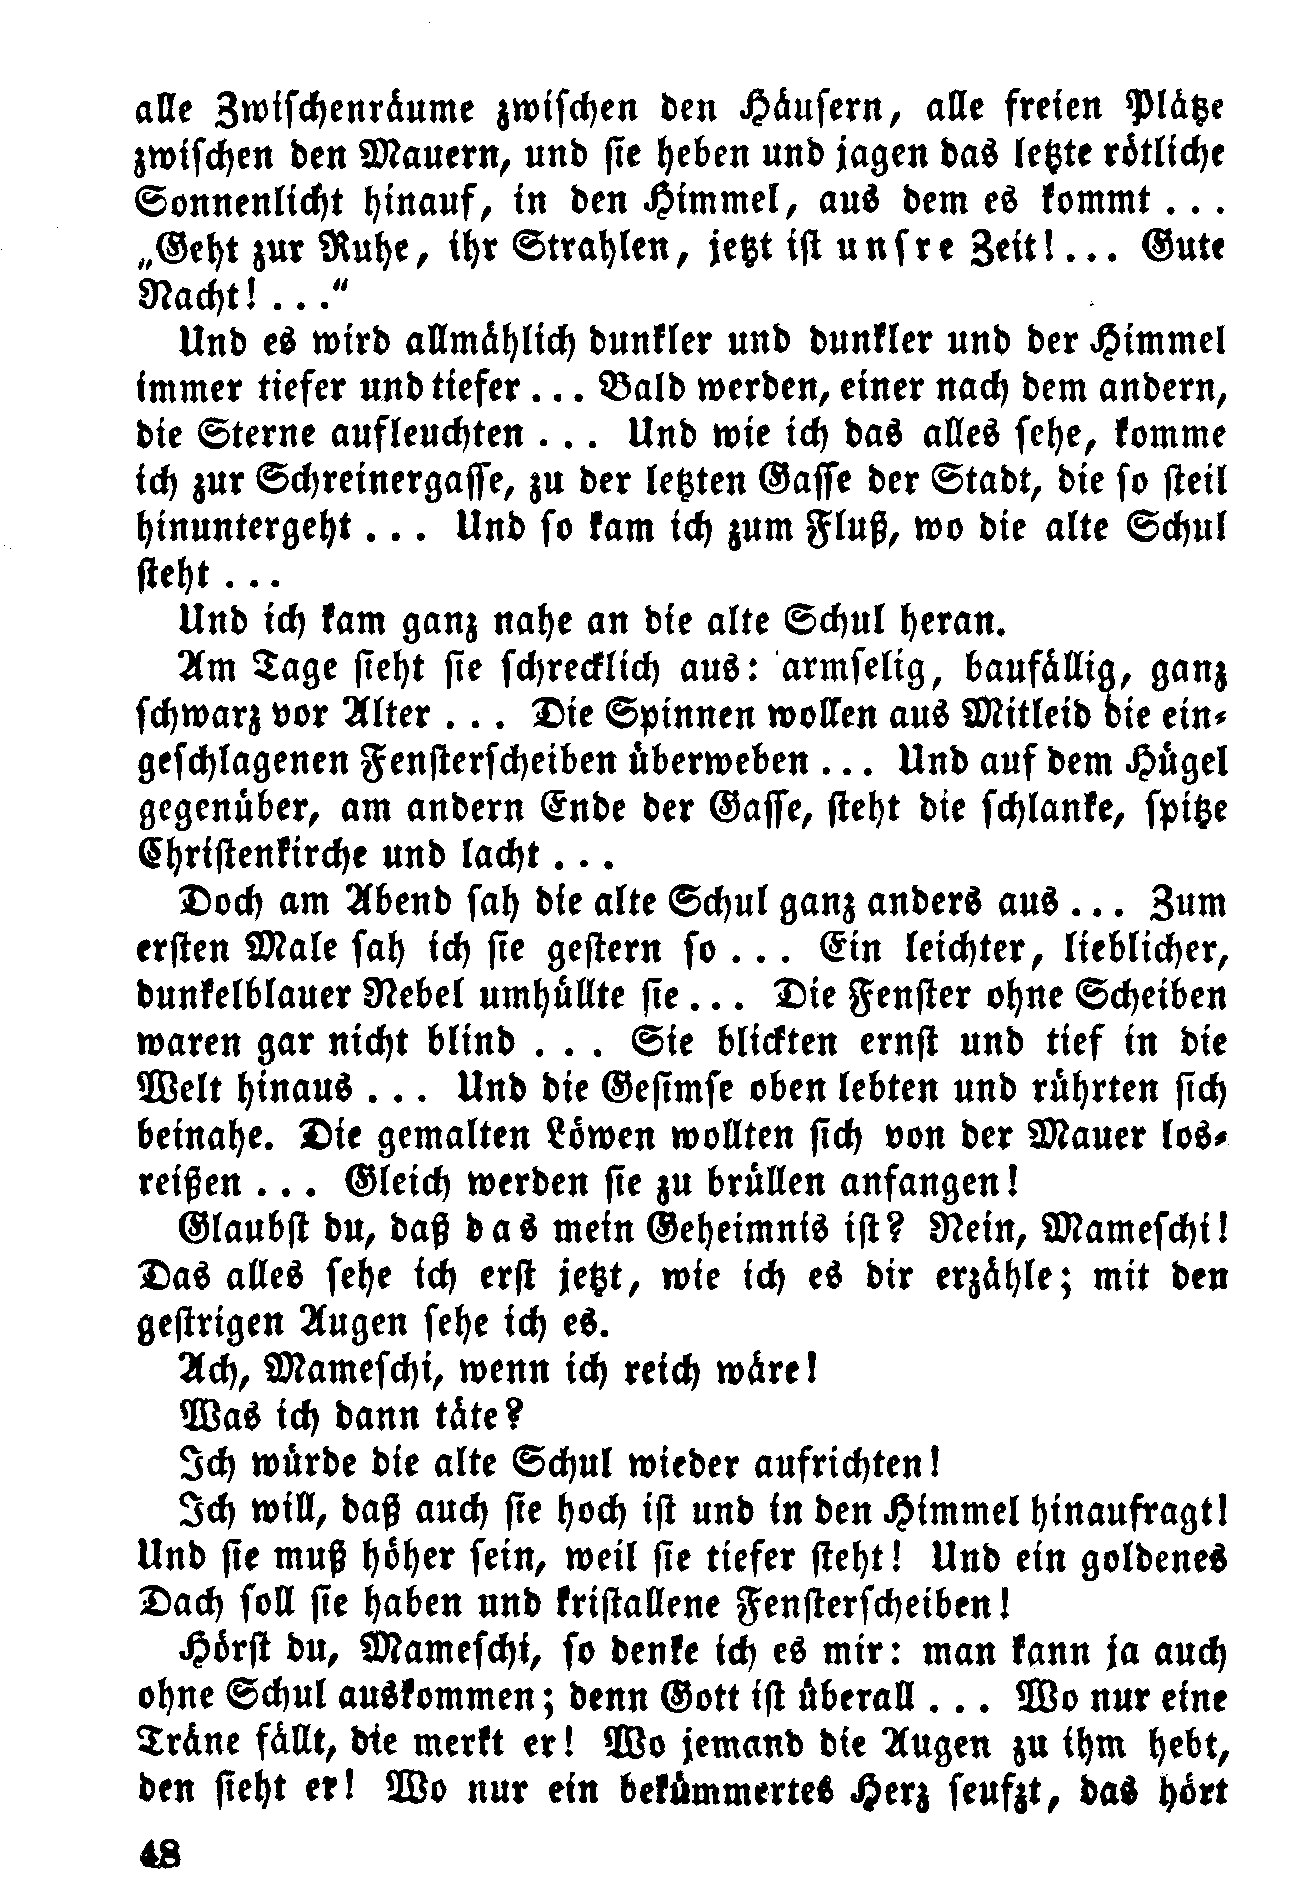 alle Zwischenräume zwischen den Häusern, alle freien Plätze
zwischen den Mauern, und sie heben und jagen das letzte rötliche
Sonnenlicht hinauf, in den Himmel, aus dem es kommt . . .
„Geht zur Ruhe, ihr Strahlen, jetzt ist unsre Zeit! . . . Gute
Nacht! . . .“
Und es wird allmählich dunkler und dunkler und der Himmel
immer tiefer und tiefer . . . Bald werden, einer nach dem andern,
die Sterne aufleuchten . . . Und wie ich das alles sehe, komme
ich zur Schreinergasse, zu der letzten Gasse der Stadt, die so steil
hinuntergeht . . . Und so kam ich zum Fluß, wo die alte Schul
steht . . .
Und ich kam ganz nahe an die alte Schul heran.
Am Tage sieht sie schrecklich aus: armselig, baufällig, ganz
schwarz vor Alter . . . Die Spinnen wollen aus Mitleid die ein-
geschlagenen Fensterscheiben überweben . . . Und auf dem Hügel
gegenüber, am andern Ende der Gasse, steht die schlanke, spitze
Christenkirche und lacht . . .
Doch am Abend sah die alte Schul ganz anders aus . . . Zum
ersten Male sah ich sie gestern so . . . Ein leichter, lieblicher,
dunkelblauer Nebel umhüllte sie . . . Die Fenster ohne Scheiben
waren gar nicht blind . . . Sie blickten ernst und tief in die
Welt hinaus . . . Und die Gesimse oben lebten und rührten sich
beinahe. Die gemalten Löwen wollten sich von der Mauer los-
reißen . . . Gleich werden sie zu brüllen anfangen!
Glaubst du, daß das mein Geheimnis ist? Nein, Mameschi!
Das alles sehe ich erst jetzt, wie ich es dir erzähle; mit den
gestrigen Augen sehe ich es.
Ach, Mameschi, wenn ich reich wäre!
Was ich dann täte?
Ich würde die alte Schul wieder aufrichten!
Ich will, daß auch sie hoch ist und in den Himmel hinaufragt!
Und sie muß höher sein, weil sie tiefer steht! Und ein goldenes
Dach soll sie haben und kristallene Fensterscheiben!
Hörst du, Mameschi, so denke ich es mir: man kann ja auch
ohne Schul auskommen; denn Gott ist überall . . . Wo nur eine
Träne fällt, die merkt er! Wo jemand die Augen zu ihm hebt,
den sieht er! Wo nur ein bekümmertes Herz seufzt, das hört
48